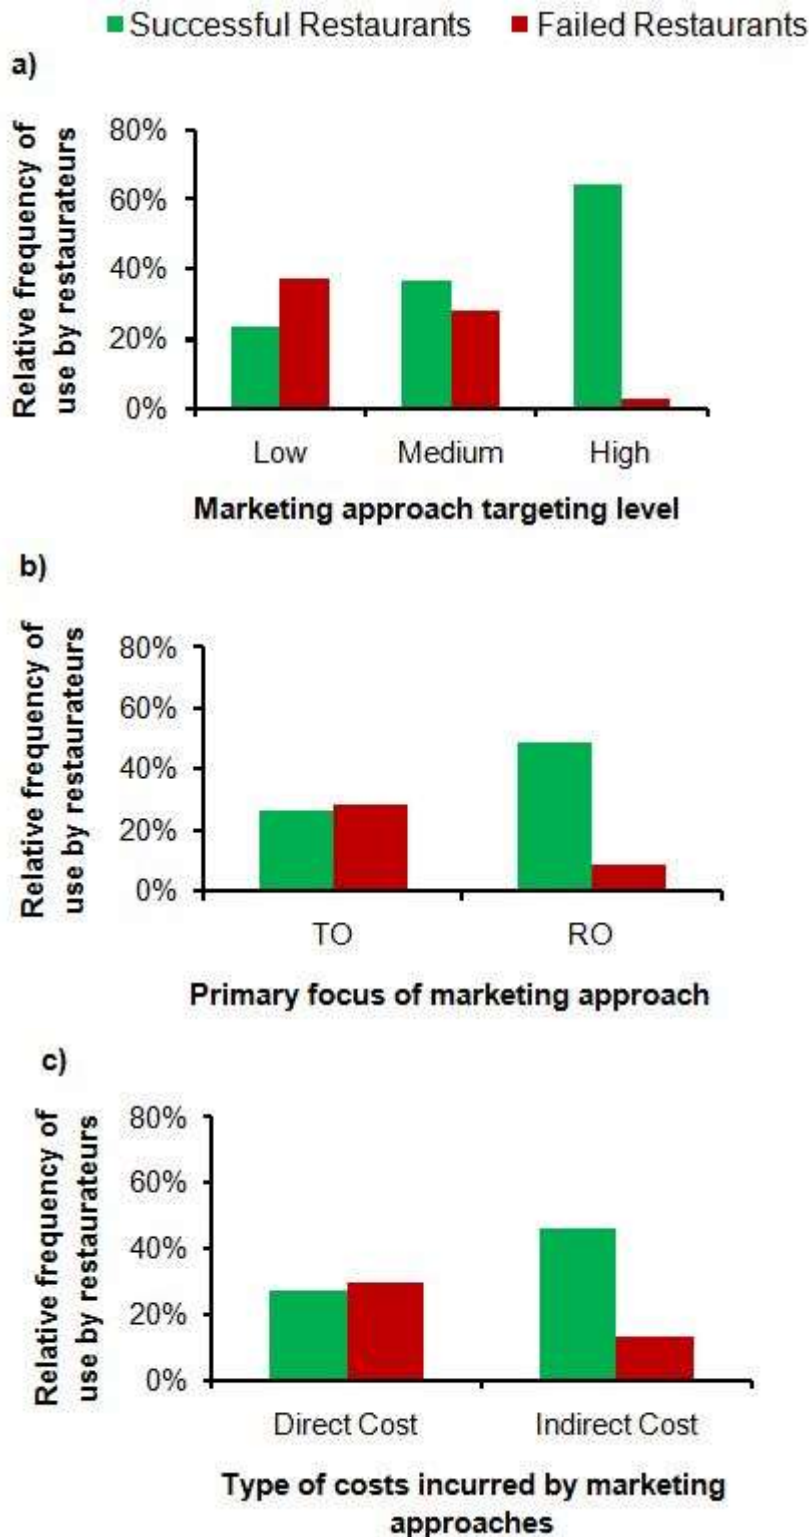 Successful Restaurants Failed Restaurants
a)
Relative frequency of
use by restaurateurs
80%
60%
40%
20%
0%
Low Medium High
Marketing approach targeting level
b)
Relative frequency of
use by restaurateurs
80%
60%
40%
20%
0%
TO RO
Primary focus of marketing approach
c)
Relative frequency of
use by restaurateurs
80%
60%
40%
20%
0%
Direct Cost Indirect Cost
Type of costs incurred by marketing
approaches